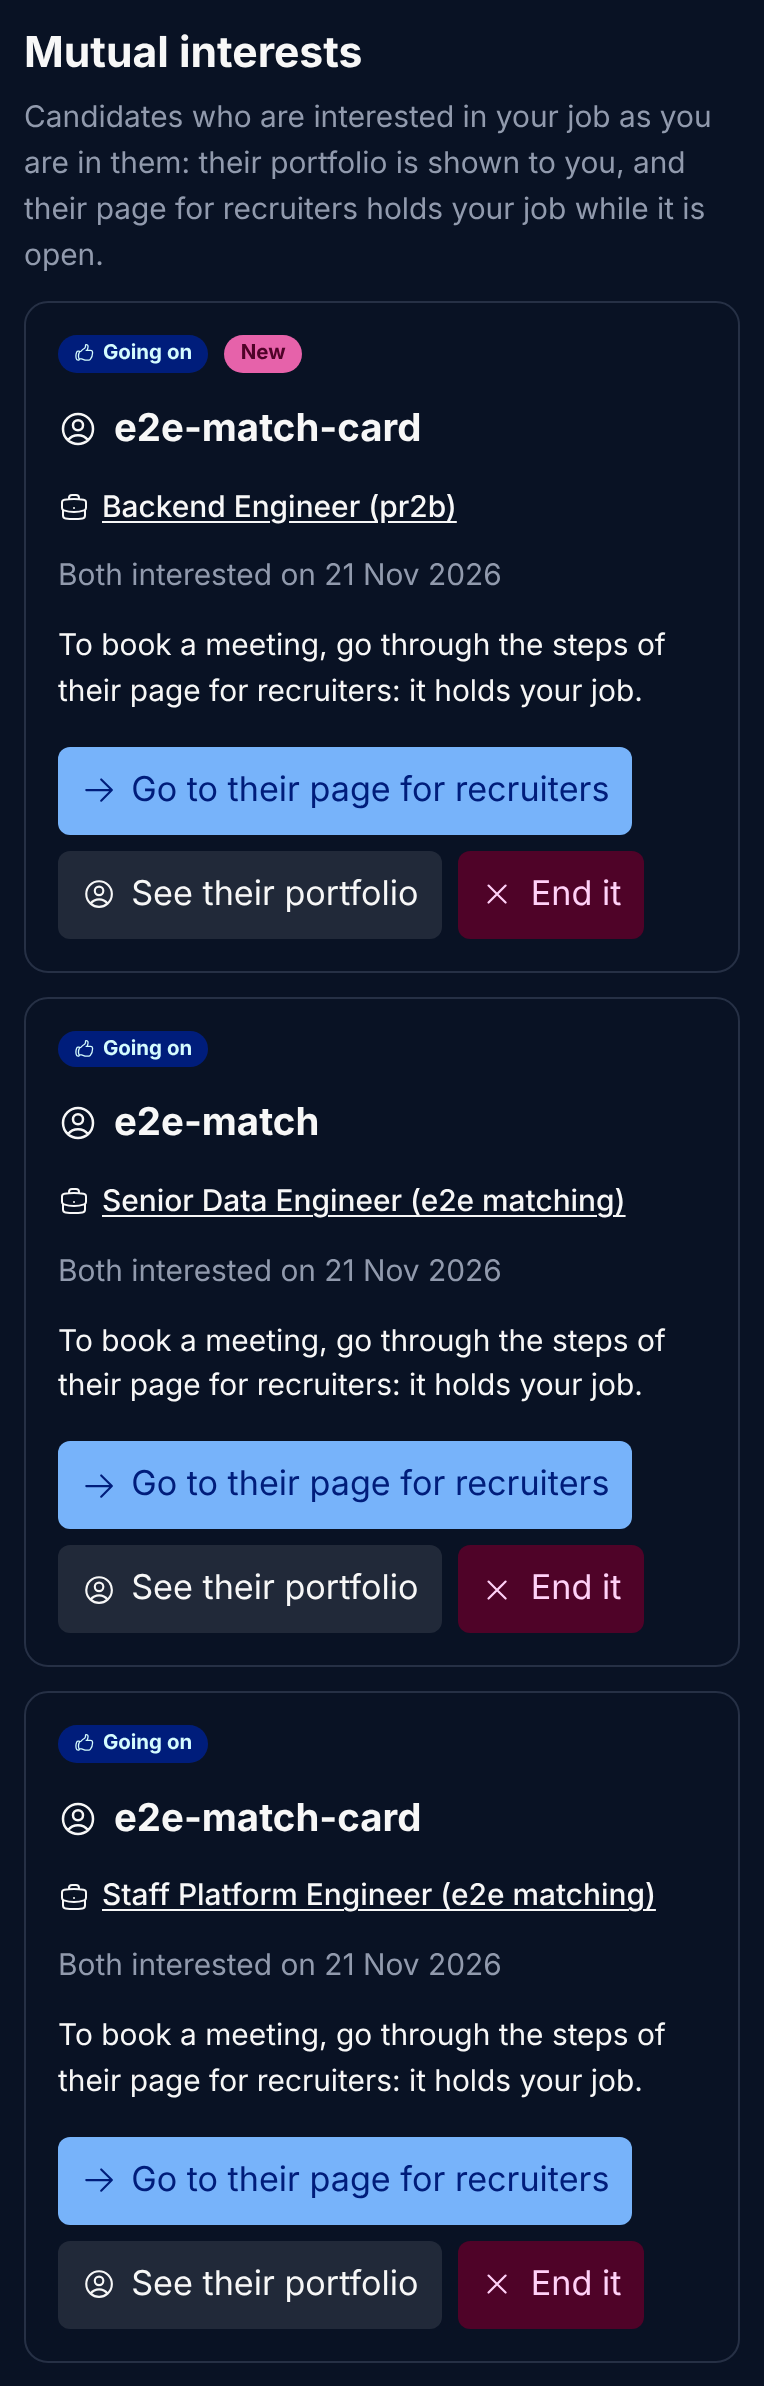 Mutual interests
Candidates who are interested in your job as you
are in them: their portfolio is shown to you, and
their page for recruiters holds your job while it is
open.
Going on
New
e2e-match-card
Backend Engineer (pr2b)
Both interested on 21 Nov 2026
To book a meeting, go through the steps of
their page for recruiters: it holds your job.
Go to their page for recruiters
See their portfolio
End it
Going on
e2e-match
Senior Data Engineer (e2e matching)
Both interested on 21 Nov 2026
To book a meeting, go through the steps of
their page for recruiters: it holds your job.
Go to their page for recruiters
See their portfolio
End it
Going on
e2e-match-card
Staff Platform Engineer (e2e matching)
Both interested on 21 Nov 2026
To book a meeting, go through the steps of
their page for recruiters: it holds your job.
Go to their page for recruiters
See their portfolio
End it